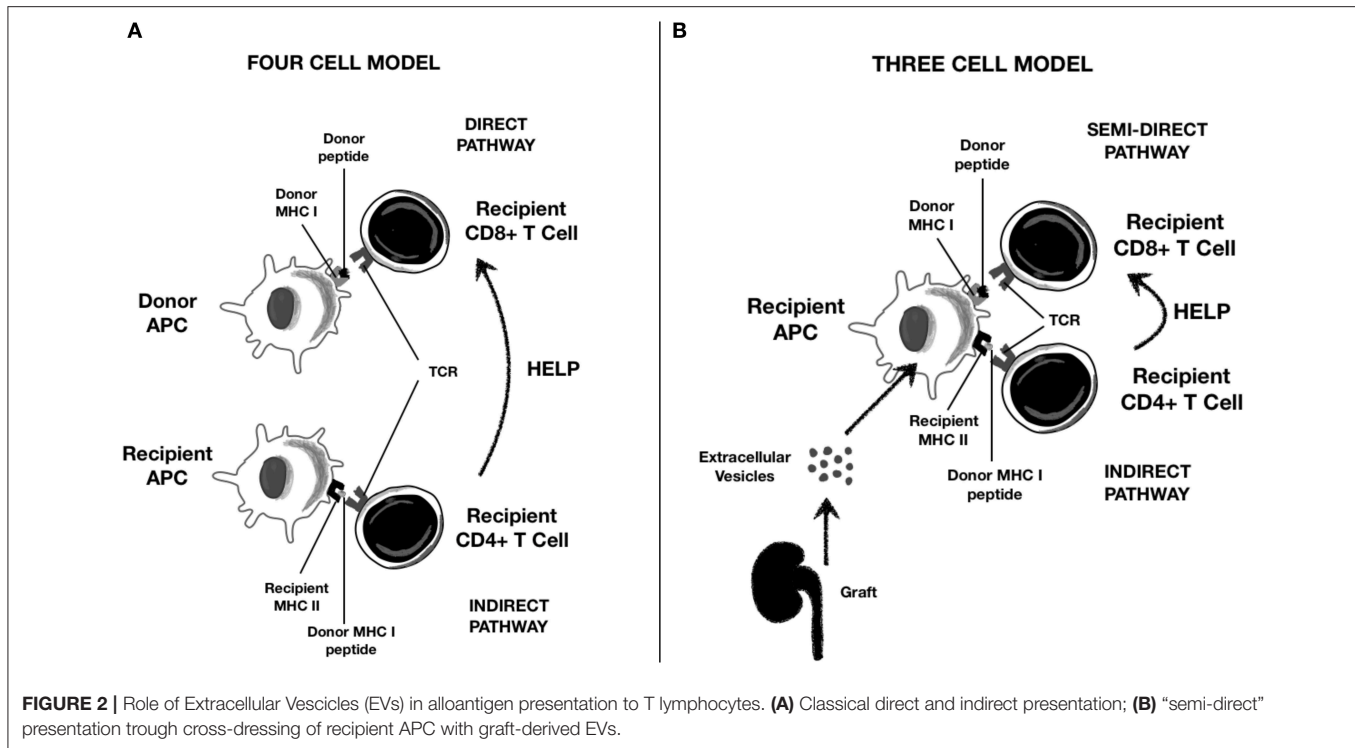 A
FOUR CELL MODEL
DIRECT
PATHWAY
Donor
peptide
Donor
MHC I
Recipient
CD8+ T Cell
Donor
APC
TCR
HELP
Recipient
APC
Recipient
CD4+ T Cell
Recipient
MHC II
Donor MHC I
peptide
INDIRECT
PATHWAY
B
THREE CELL MODEL
SEMI-DIRECT
PATHWAY
Donor
peptide
Donor
MHC I
Recipient
CD8+ T Cell
Recipient
APC
TCR
HELP
Recipient
CD4+ T Cell
Recipient
MHC II
Extracellular
Vesicles
Donor MHC I
peptide
INDIRECT
PATHWAY
Graft
FIGURE 2 | Role of Extracellular Vescicles (EVs) in alloantigen presentation to T lymphocytes. (A) Classical direct and indirect presentation; (B) “semi-direct”
presentation trough cross-dressing of recipient APC with graft-derived EVs.